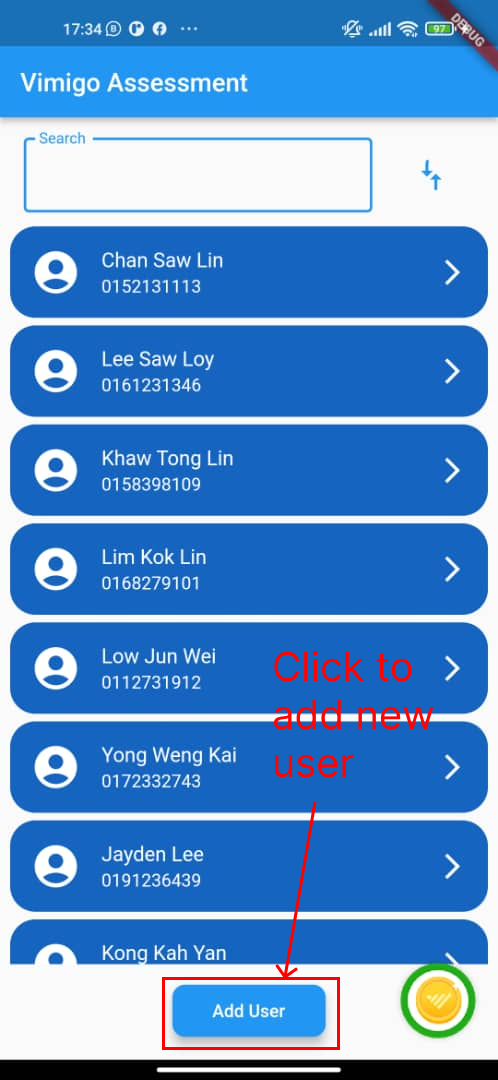 17:34
97
DEBUG
Vimigo Assessment
Search
Chan Saw Lin
0152131113
Lee Saw Loy
0161231346
Khaw Tong Lin
0158398109
Lim Kok Lin
0168279101
Low Jun Wei
0112731912
Click to
add new
user
Yong Weng Kai
0172332743
Jayden Lee
0191236439
Kong Kah Yan
Add User